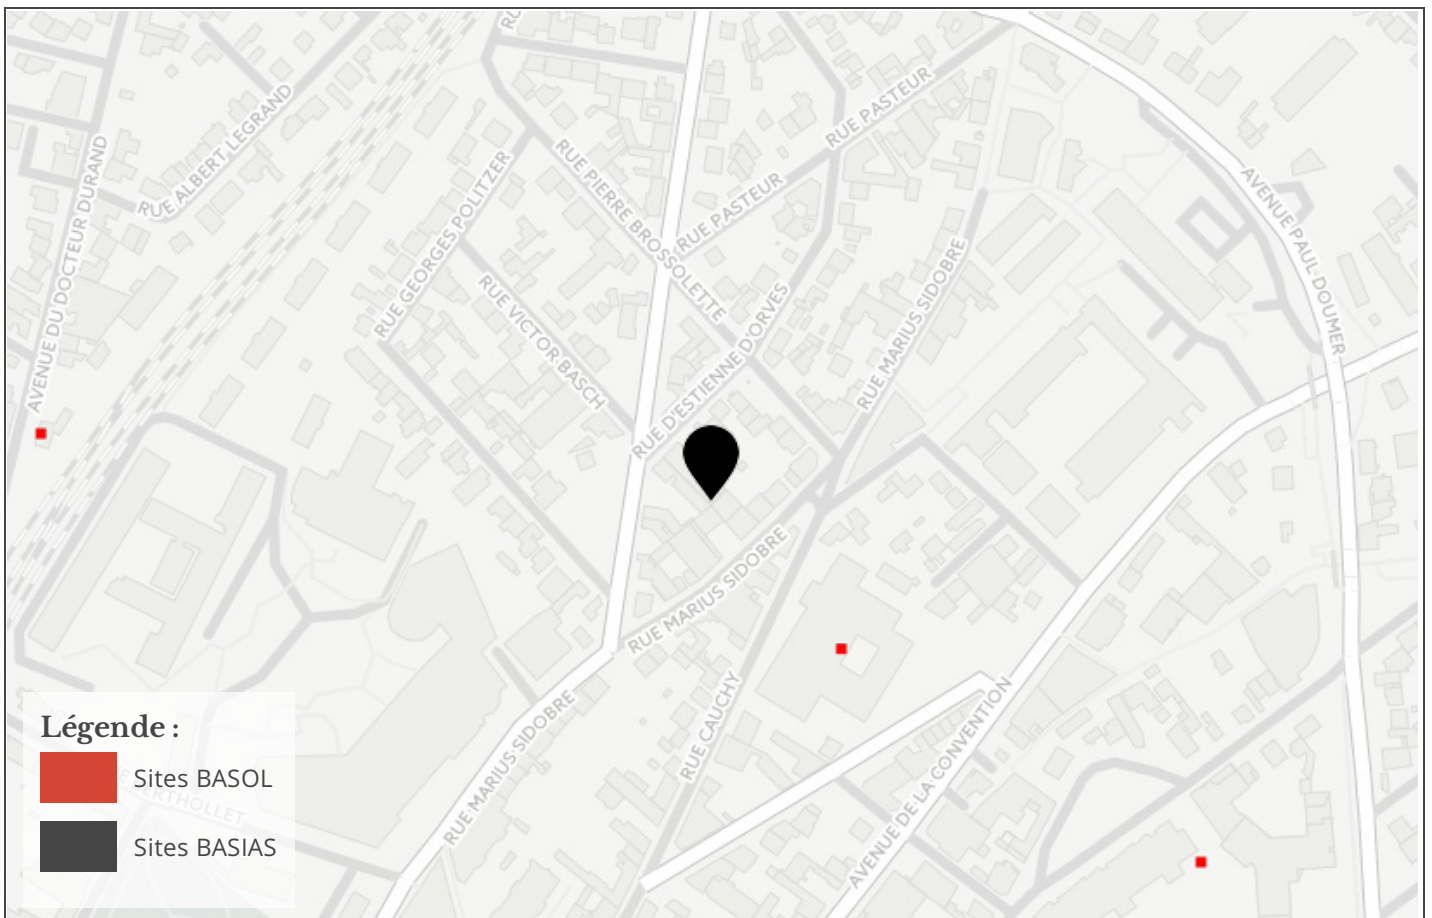 RU
RUE PASTEUR
RUE ALBERT LEGRAND
AVENUE DU DOCTEUR DURAND
RUE PIERRE BROSSOLETTE
RUE GEORGES POLITZER
RUE PASTEUR
AVENUE PAUL DOUMER
RUE VICTOR BASCH
RUE MARIUS SIDOBRE
RUE D'ESTIENNE D'ORVES
RUE MARIUS SIDOBRE
RUE CAUCHY
RUE MARIUS SIDOBRE
AVENUE DE LA CONVENTION
Légende :
Sites BASOL
BERTHOLLET
Sites BASIAS